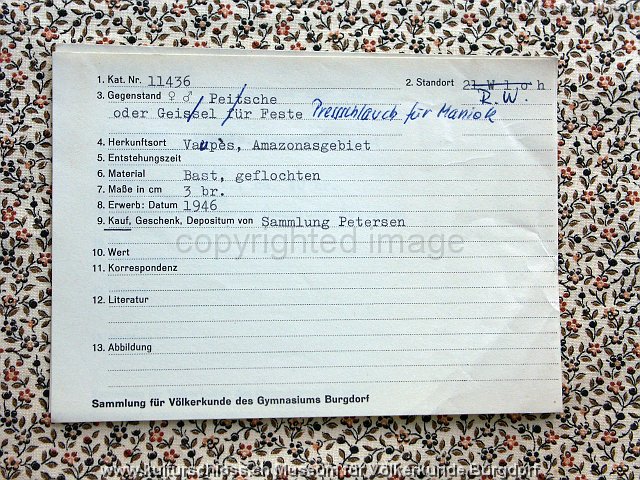 1. Kat. Nr. 11436 2. Standort 21 W l o h
R.W.
3. Gegenstand ♀ ♂ Peitsche
oder Geissel für Feste Pressschlauch für Maniok
4. Herkunftsort Vaupès, Amazonasgebiet
5. Entstehungszeit
6. Material Bast, geflochten
7. Maße in cm 3 br.
8. Erwerb: Datum 1946
9. Kauf, Geschenk, Depositum von Sammlung Petersen
copyrighted image
10. Wert
11. Korrespondenz
12. Literatur
13. Abbildung
Sammlung für Völkerkunde des Gymnasiums Burgdorf
www.kulturschloss.ch Museum für Völkerkunde Burgdorf